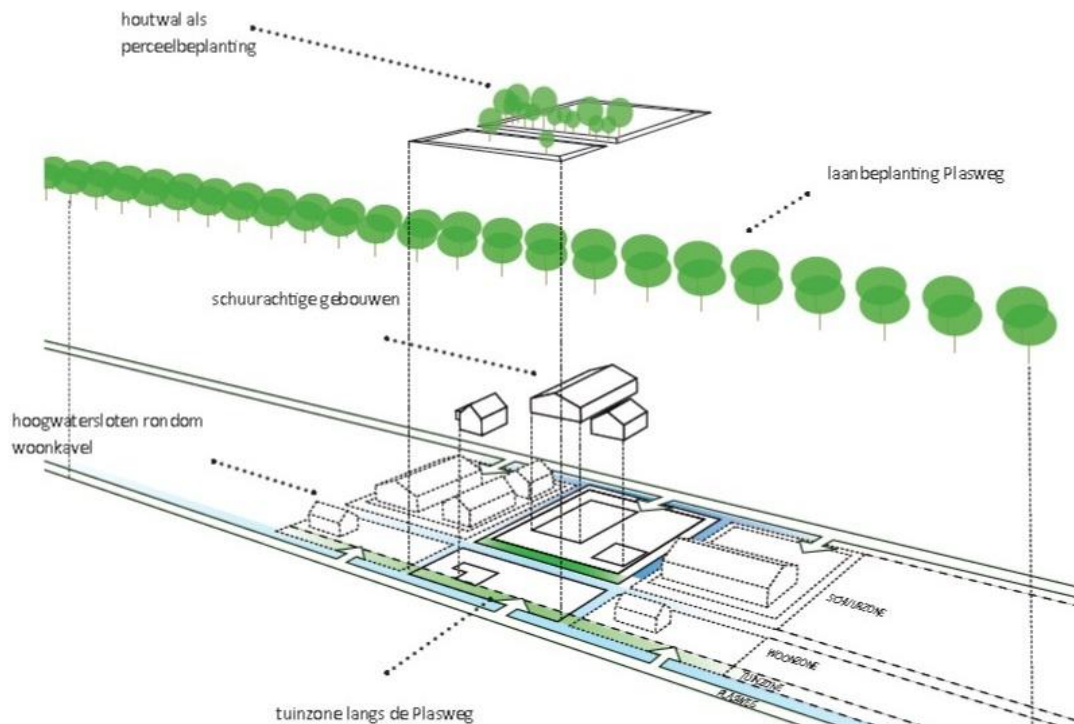 houtwal als
perceelbeplanting
laanbeplanting Plasweg
schuurachtige gebouwen
hoogwatersloten rondom
woonkavel
SCHUURZONE
WOONZONE
TUINZONE
PLASWEG
tuinzone langs de Plasweg